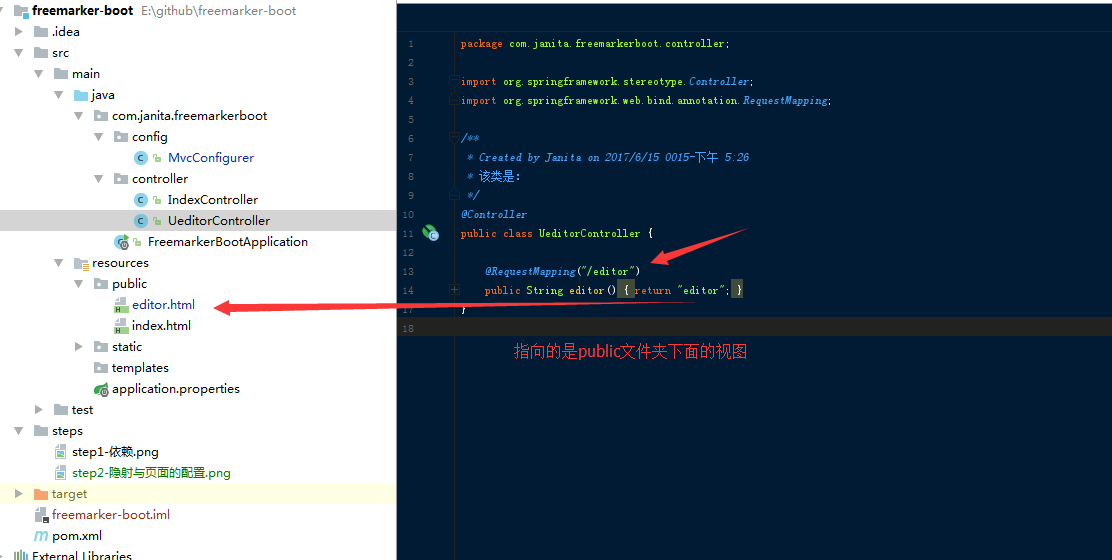 freemarker-boot E:\github\freemarker-boot
.idea
src
main
java
com.janita.freemarkerboot
config
MvcConfigurer
controller
IndexController
UeditorController
FreemarkerBootApplication
resources
public
editor.html
index.html
static
templates
application.properties
test
steps
step1-依赖.png
step2-隐射与页面的配置.png
target
freemarker-boot.iml
pom.xml
External Libraries
1 package com.janita.freemarkerboot.controller;
2
3 import org.springframework.stereotype.Controller;
4 import org.springframework.web.bind.annotation.RequestMapping;
5
6 /**
7 * Created by Janita on 2017/6/15 0015-下午 5:26
8 * 该类是：
9 */
10 @Controller
11 public class UeditorController {
12
13 @RequestMapping("/editor")
14 public String editor() { return "editor"; }
17 }
18
指向的是public文件夹下面的视图